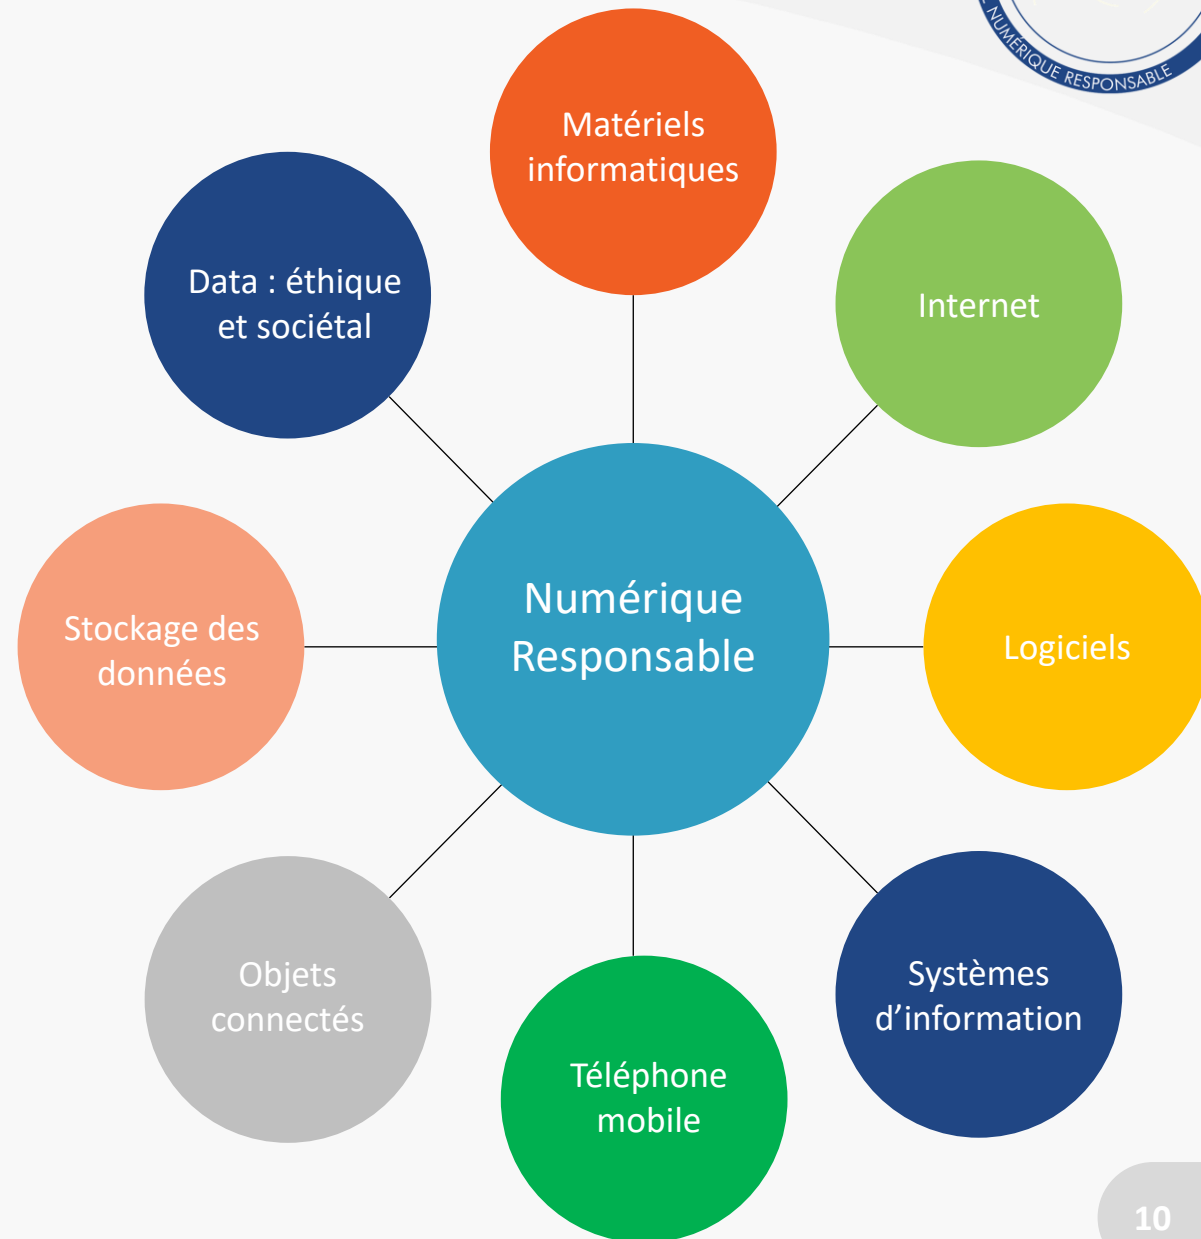 NUMÉRIQUE RESPONSABLE
Matériels
informatiques
Data : éthique
et sociétal
Internet
Numérique
Responsable
Stockage des
données
Logiciels
Objets
connectés
Systèmes
d’information
Téléphone
mobile
10